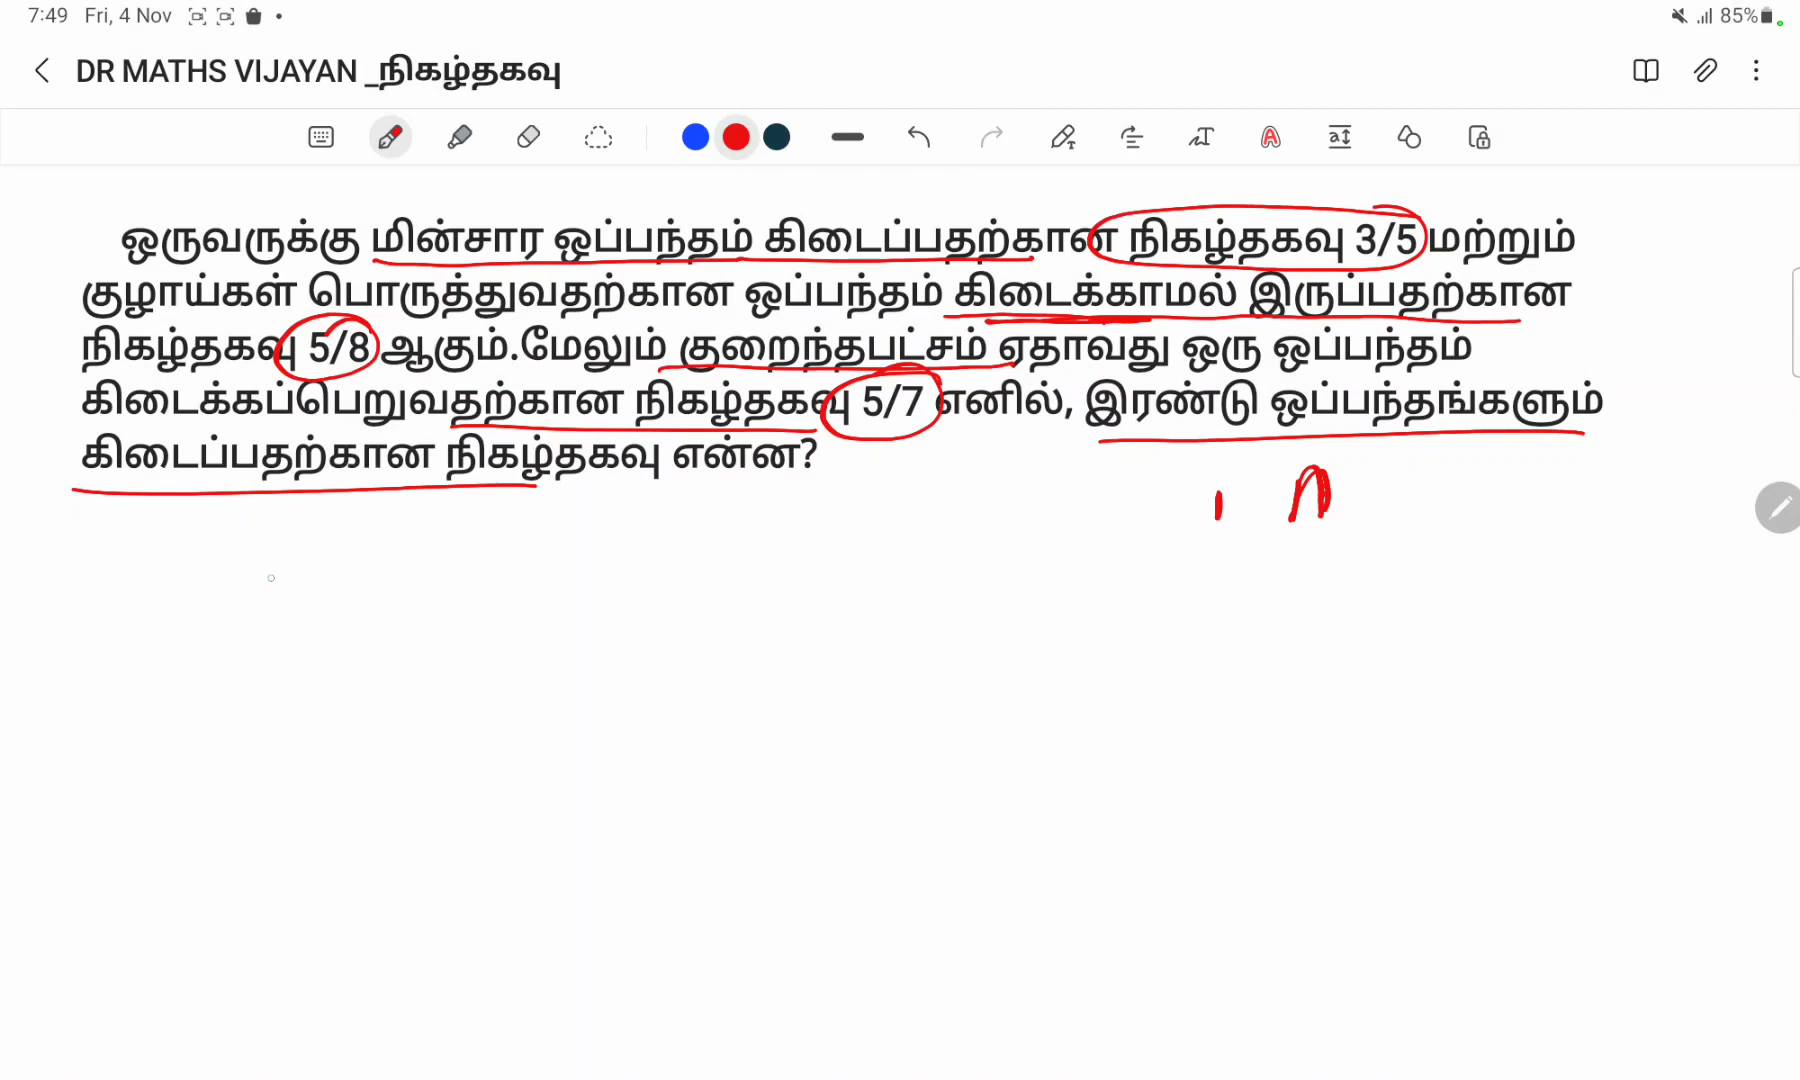 7:49 Fri, 4 Nov 85%
DR MATHS VIJAYAN _நிகழ்தகவு
ஒருவருக்கு மின்சார ஒப்பந்தம் கிடைப்பதற்கான நிகழ்தகவு 3/5 மற்றும்
குழாய்கள் பொருத்துவதற்கான ஒப்பந்தம் கிடைக்காமல் இருப்பதற்கான
நிகழ்தகவு 5/8 ஆகும்.மேலும் குறைந்தபட்சம் ஏதாவது ஒரு ஒப்பந்தம்
கிடைக்கப்பெறுவதற்கான நிகழ்தகவு 5/7 எனில், இரண்டு ஒப்பந்தங்களும்
கிடைப்பதற்கான நிகழ்தகவு என்ன?